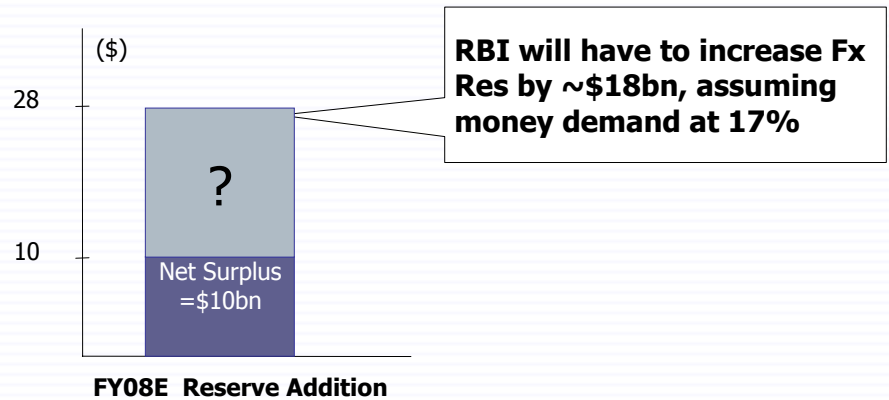 ($)
RBI will have to increase Fx
Res by ~$18bn, assuming
money demand at 17%
28
?
10
Net Surplus
=$10bn
FY08E Reserve Addition